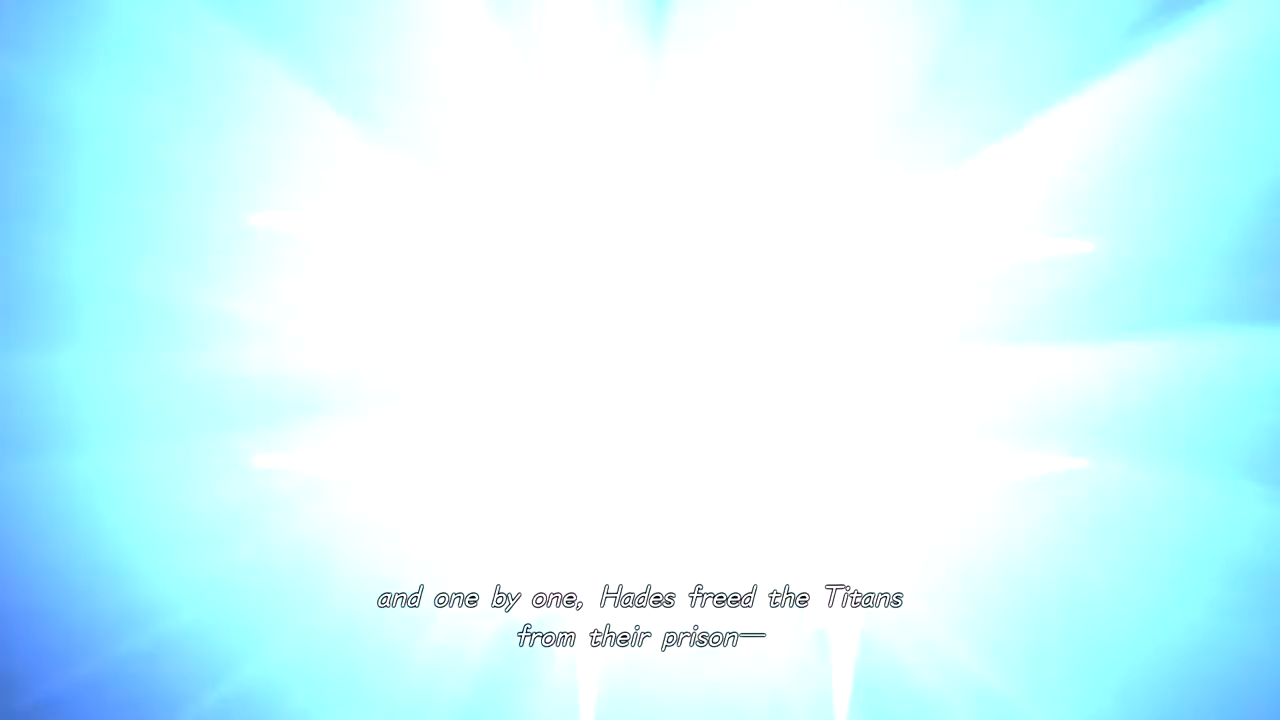 and one by one, Hades freed the Titans
from their prison—